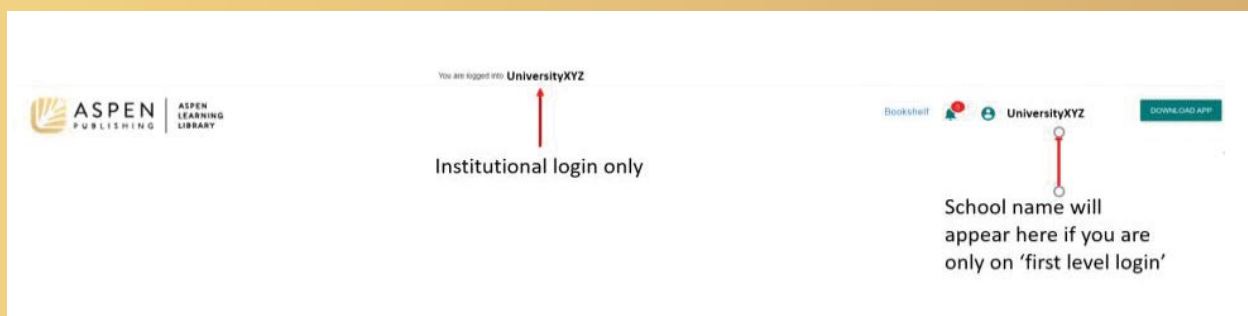 You are logged into UniversityXYZ
ASPEN
PUBLISHING
ASPEN
LEARNING
LIBRARY
Bookshelf
UniversityXYZ
DOWNLOAD APP
Institutional login only
School name will
appear here if you are
only on ‘first level login’